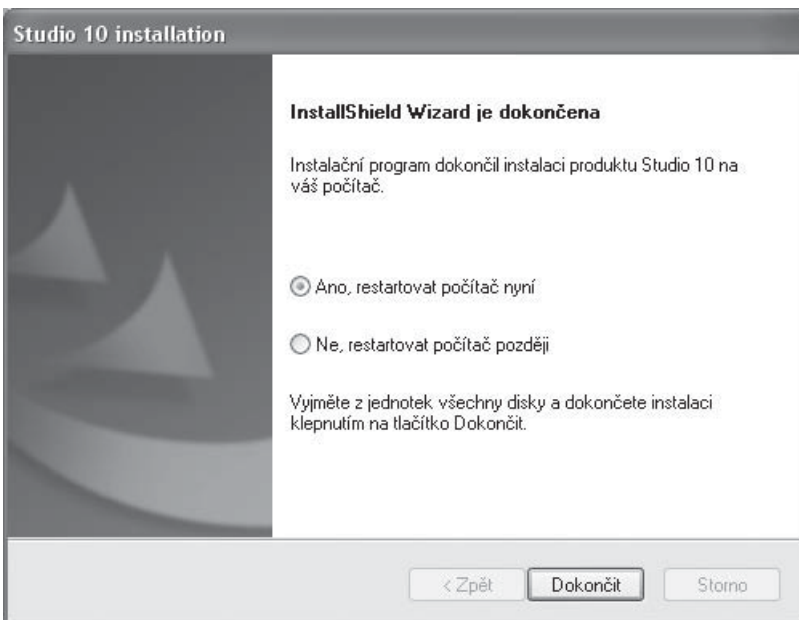 Studio 10 installation
InstallShield Wizard je dokončena
Instalační program dokončil instalaci produktu Studio 10 na
váš počítač.
Ano, restartovat počítač nyní
Ne, restartovat počítač později
Vyjměte z jednotek všechny disky a dokončete instalaci
klepnutím na tlačítko Dokončit.
< Zpět Dokončit Storno